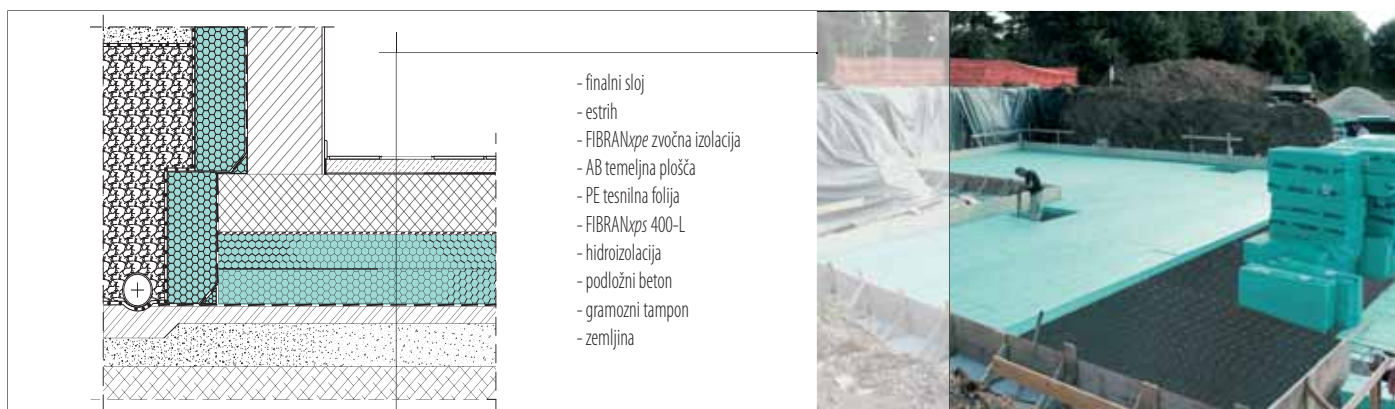 - finalni sloj
- estrih
- FIBRANxpe zvočna izolacija
- AB temeljna plošča
- PE tesnilna folija
- FIBRANxps 400-L
- hidroizolacija
- podložni beton
- gramozni tampon
- zemljina